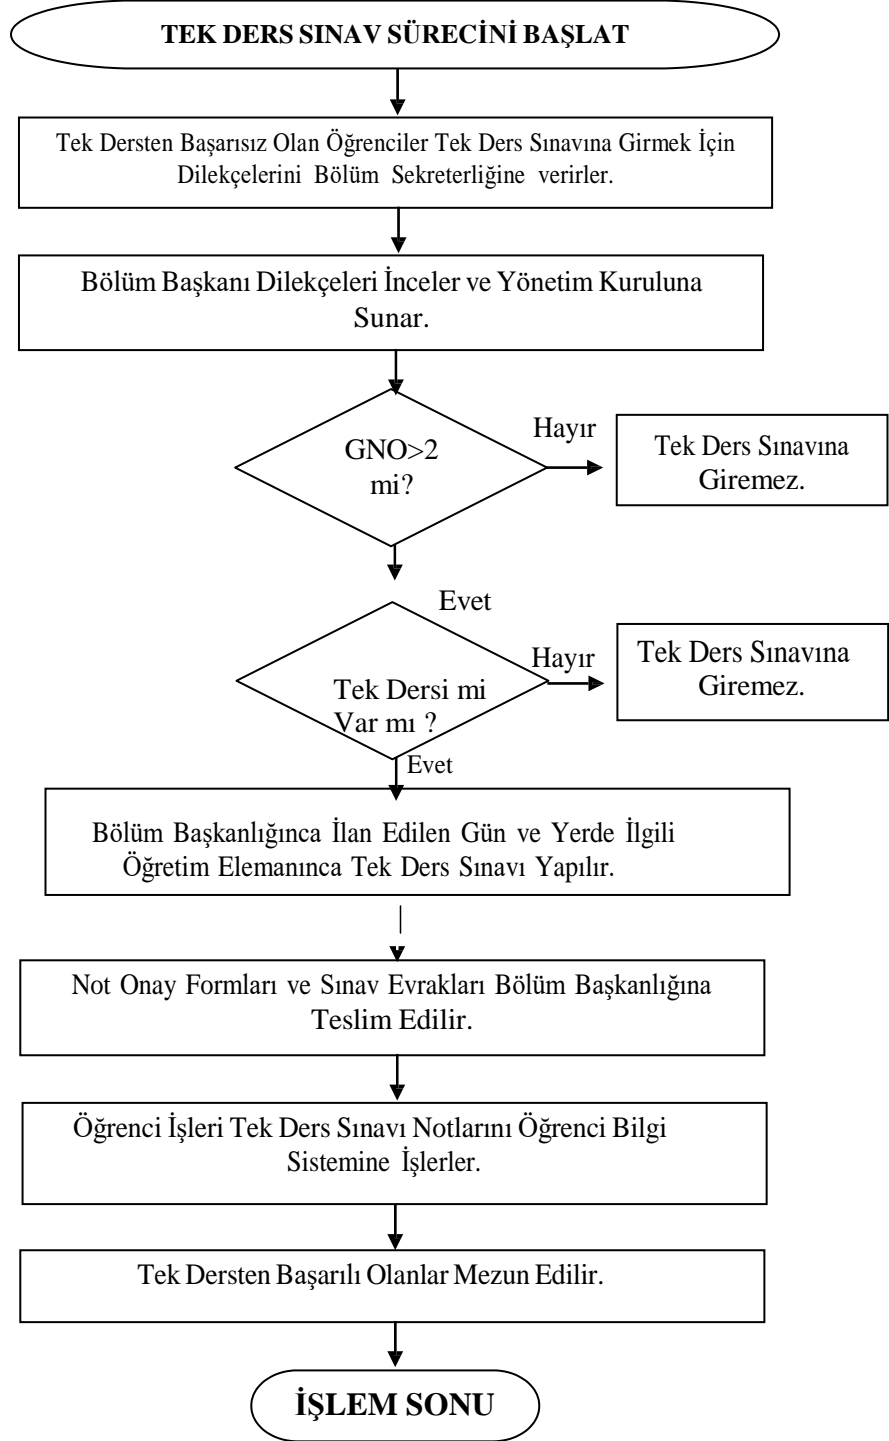 TEK DERS SINAV SÜRECİNİ BAŞLAT
Tek Dersten Başarısız Olan Öğrenciler Tek Ders Sınavına Girmek İçin
Dilekçelerini Bölüm Sekreterliğine verirler.
Bölüm Başkanı Dilekçeleri İnceler ve Yönetim Kuruluna
Sunar.
GNO>2
mi?
Hayır
Tek Ders Sınavına
Giremez.
Evet
Tek Dersi mi
Var mı ?
Hayır
Tek Ders Sınavına
Giremez.
Evet
Bölüm Başkanlığınca İlan Edilen Gün ve Yerde İlgili
Öğretim Elemanınca Tek Ders Sınavı Yapılır.
Not Onay Formları ve Sınav Evrakları Bölüm Başkanlığına
Teslim Edilir.
Öğrenci İşleri Tek Ders Sınavı Notlarını Öğrenci Bilgi
Sistemine İşlerler.
Tek Dersten Başarılı Olanlar Mezun Edilir.
İŞLEM SONU